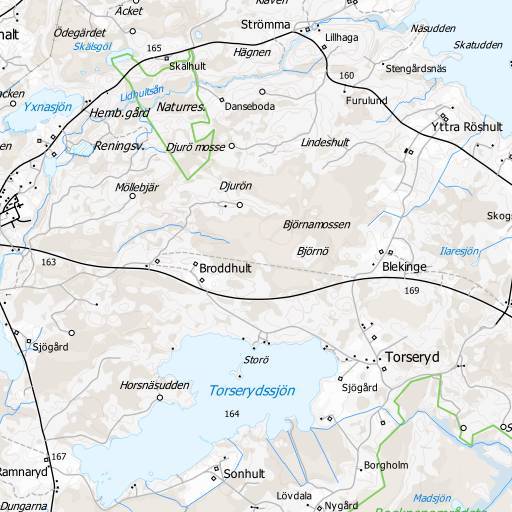 Klaven
Äcket
Strömma
Näsudden
Ödegärdet
Lillhaga
Skatudden
Skälsgöl
165
Hägnen
Skälhult
Stengårdsnäs
160
Lidhultsån
Yxnasjön
Furulund
Hemb.gård
Naturres.
Danseboda
Yttra Röshult
Reningsv.
Djurö mosse
Lindeshult
Möllebjär
Djurön
Björnamossen
Björnö
Ilaresjön
163
Broddhult
Blekinge
169
Sjögård
Storö
Torseryd
Horsnäsudden
Torserydssjön
Sjögård
164
167
Ramnaryd
Sonhult
Borgholm
Lövdala
Madsjön
Dungarna
Nygård